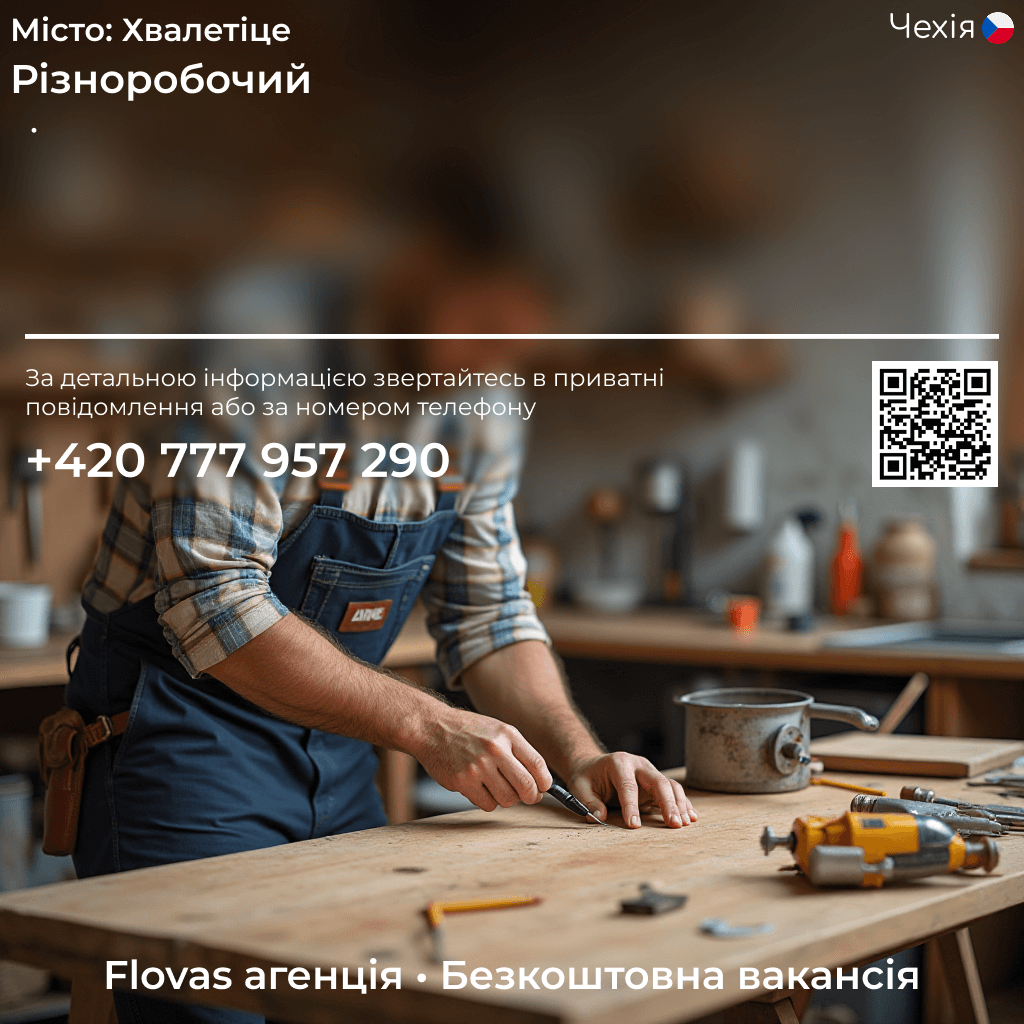 Місто: Хвалетіце
Чехія
Різноробочий
.
За детальною інформацією звертайтесь в приватні
повідомлення або за номером телефону
+420 777 957 290
Flovas агенція • Безкоштовна вакансія